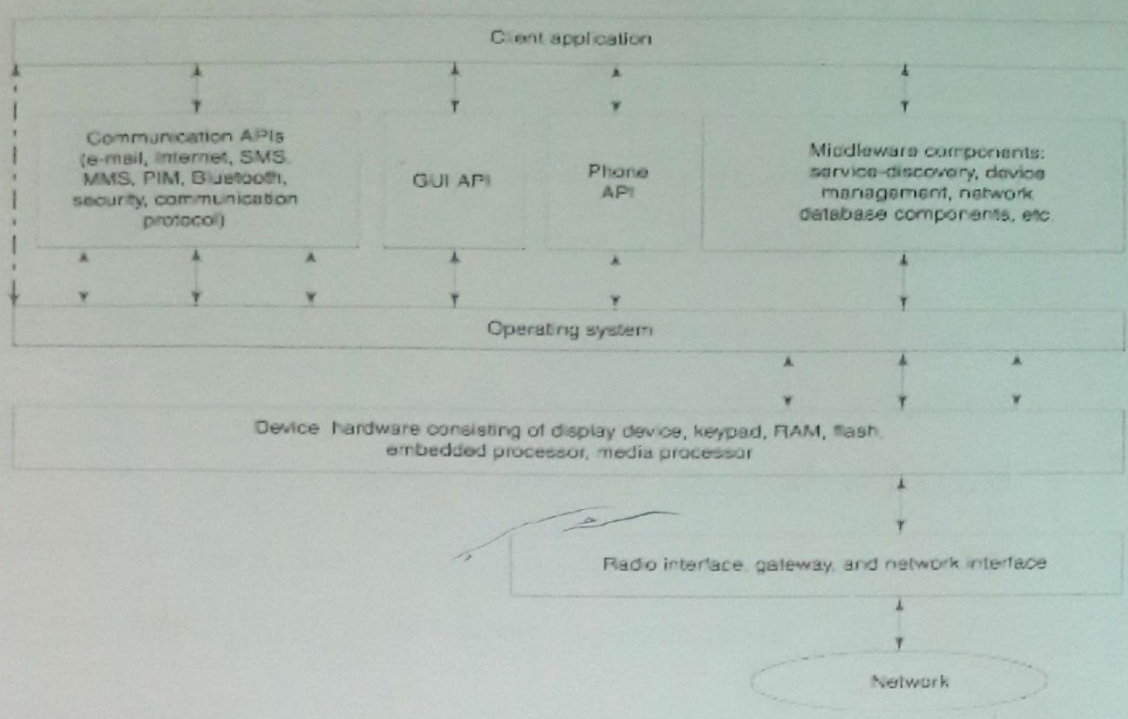 Client application
Communication APIs
(e-mail, Internet, SMS,
MMS, PIM, Bluetooth,
security, communication
protocol)
GUI API
Phone
API
Middleware components:
service-discovery, device
management, network
database components, etc
Operating system
Device hardware consisting of display device, keypad, RAM, flash,
embedded processor, media processor
Radio interface, gateway, and network interface
Network